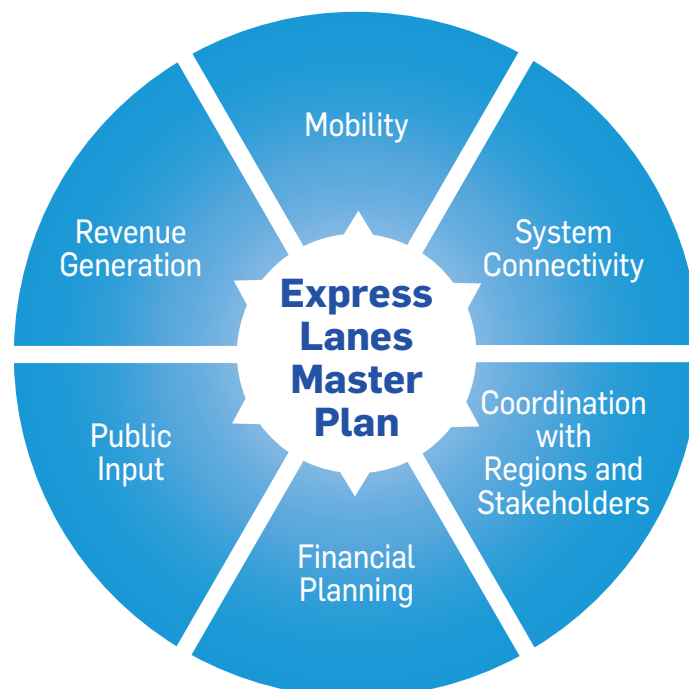 Mobility
System
Connectivity
Coordination
with
Regions and
Stakeholders
Financial
Planning
Public
Input
Revenue
Generation
Express
Lanes
Master
Plan